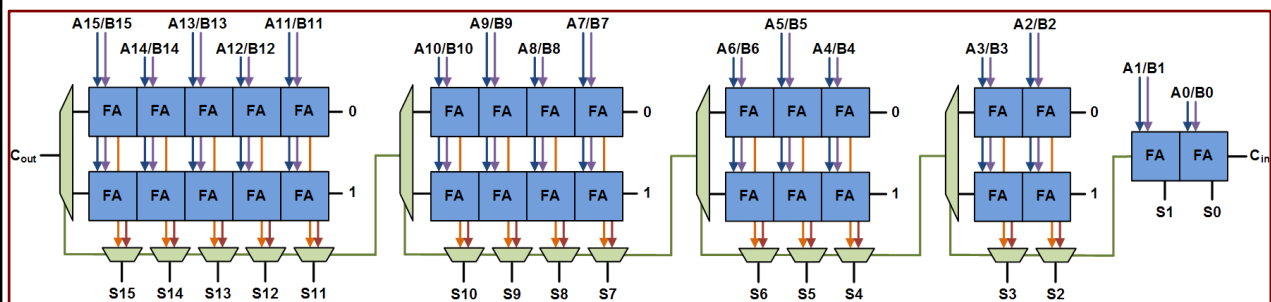 A15/B15 A13/B13 A11/B11 A9/B9 A7/B7 A5/B5 A2/B2
A14/B14 A12/B12 A10/B10 A8/B8 A6/B6 A4/B4 A3/B3
A1/B1
A0/B0
FA FA FA FA FA 0 FA FA FA FA 0 FA FA FA 0 FA FA 0
Cout FA FA Cin
FA FA FA FA FA 1 FA FA FA FA 1 FA FA FA 1 FA FA 1
S1 S0
S15 S14 S13 S12 S11 S10 S9 S8 S7 S6 S5 S4 S3 S2